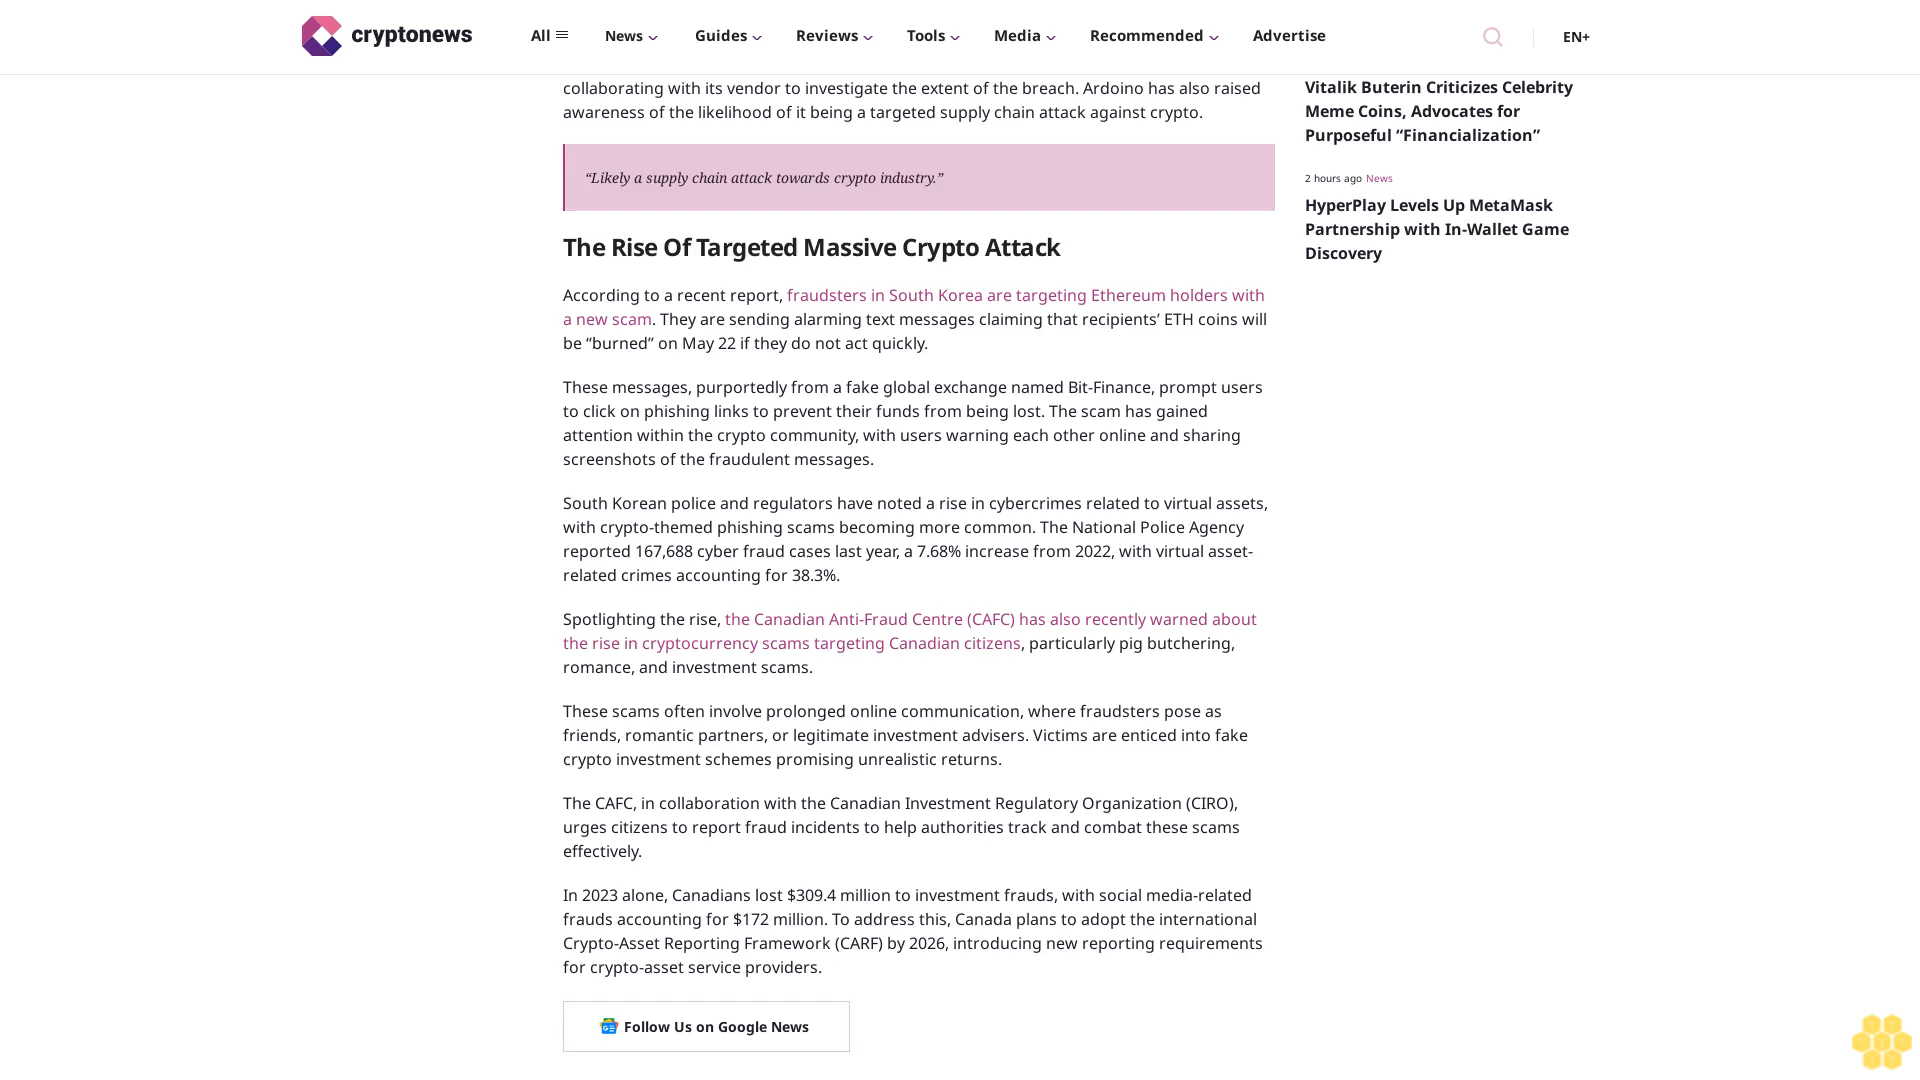 cryptonews
All
News
Guides
Reviews
Tools
Media
Recommended
Advertise
EN+
collaborating with its vendor to investigate the extent of the breach. Ardoino has also raised
awareness of the likelihood of it being a targeted supply chain attack against crypto.
“Likely a supply chain attack towards crypto industry.”
The Rise Of Targeted Massive Crypto Attack
According to a recent report, fraudsters in South Korea are targeting Ethereum holders with
a new scam. They are sending alarming text messages claiming that recipients’ ETH coins will
be “burned” on May 22 if they do not act quickly.
These messages, purportedly from a fake global exchange named Bit-Finance, prompt users
to click on phishing links to prevent their funds from being lost. The scam has gained
attention within the crypto community, with users warning each other online and sharing
screenshots of the fraudulent messages.
South Korean police and regulators have noted a rise in cybercrimes related to virtual assets,
with crypto-themed phishing scams becoming more common. The National Police Agency
reported 167,688 cyber fraud cases last year, a 7.68% increase from 2022, with virtual asset-
related crimes accounting for 38.3%.
Spotlighting the rise, the Canadian Anti-Fraud Centre (CAFC) has also recently warned about
the rise in cryptocurrency scams targeting Canadian citizens, particularly pig butchering,
romance, and investment scams.
These scams often involve prolonged online communication, where fraudsters pose as
friends, romantic partners, or legitimate investment advisers. Victims are enticed into fake
crypto investment schemes promising unrealistic returns.
The CAFC, in collaboration with the Canadian Investment Regulatory Organization (CIRO),
urges citizens to report fraud incidents to help authorities track and combat these scams
effectively.
In 2023 alone, Canadians lost $309.4 million to investment frauds, with social media-related
frauds accounting for $172 million. To address this, Canada plans to adopt the international
Crypto-Asset Reporting Framework (CARF) by 2026, introducing new reporting requirements
for crypto-asset service providers.
Follow Us on Google News
Vitalik Buterin Criticizes Celebrity
Meme Coins, Advocates for
Purposeful “Financialization”
2 hours ago News
HyperPlay Levels Up MetaMask
Partnership with In-Wallet Game
Discovery